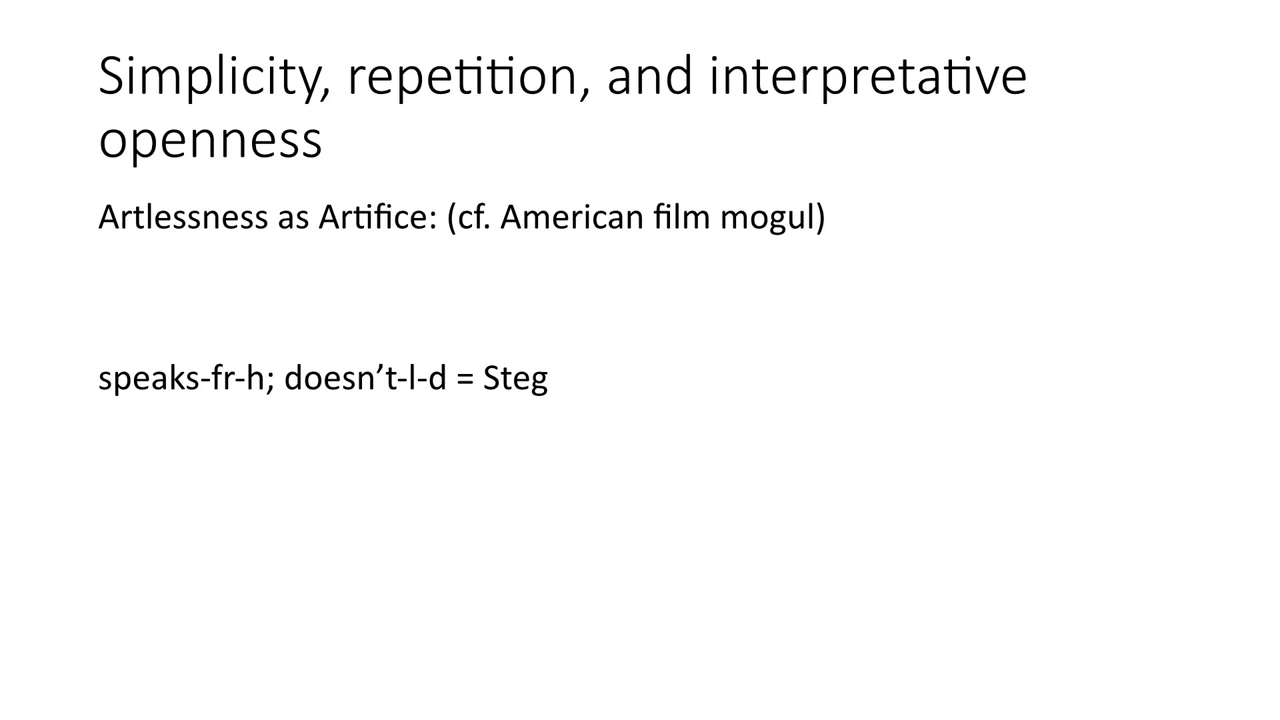 Simplicity, repetition, and interpretative
openness
Artlessness as Artifice: (cf. American film mogul)
speaks-fr-h; doesn’t-l-d = Steg